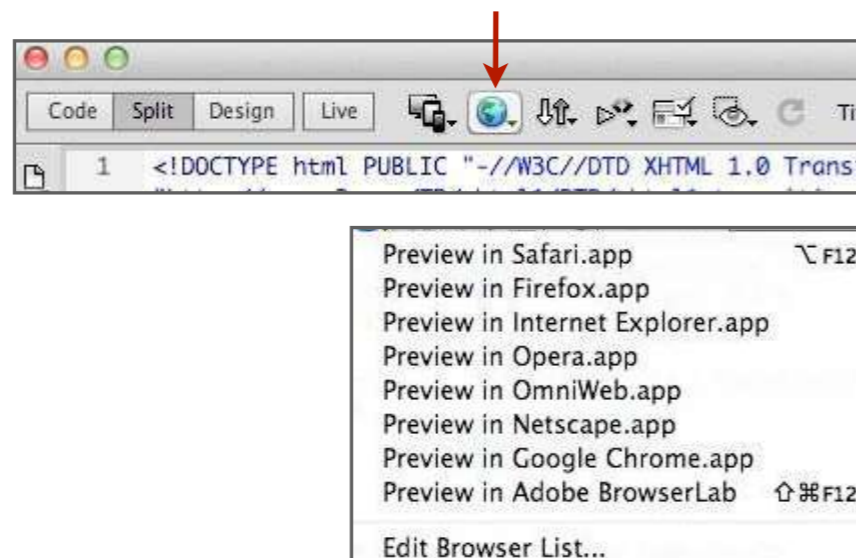 Code Split Design Live Ti
1 <!DOCTYPE html PUBLIC "-//W3C//DTD XHTML 1.0 Trans
Preview in Safari.app ⌥F12
Preview in Firefox.app
Preview in Internet Explorer.app
Preview in Opera.app
Preview in OmniWeb.app
Preview in Netscape.app
Preview in Google Chrome.app
Preview in Adobe BrowserLab ⇧⌘F12
Edit Browser List...